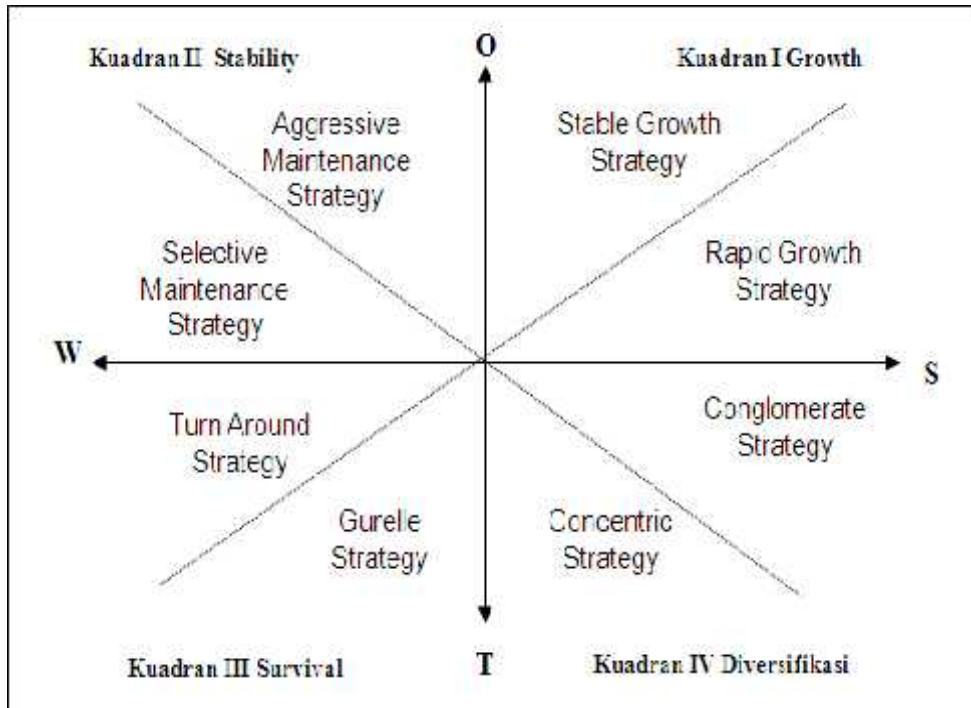 O
Kuadran II Stability
Kuadran I Growth
Aggressive
Maintenance
Strategy
Stable Growth
Strategy
Selective
Maintenance
Strategy
Rapid Growth
Strategy
W
S
Turn Around
Strategy
Conglomerate
Strategy
Gurelle
Strategy
Concentric
Strategy
Kuadran III Survival
T
Kuadran IV Diversifikasi